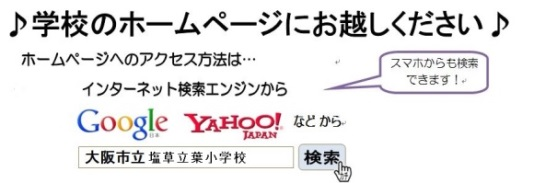 ♪学校のホームページにお越しください♪
ホームページへのアクセス方法は…
スマホからも検索
できます！
インターネット検索エンジンから
Google 日本 YAHOO! JAPAN などから
大阪市立 塩草立葉小学校 検索